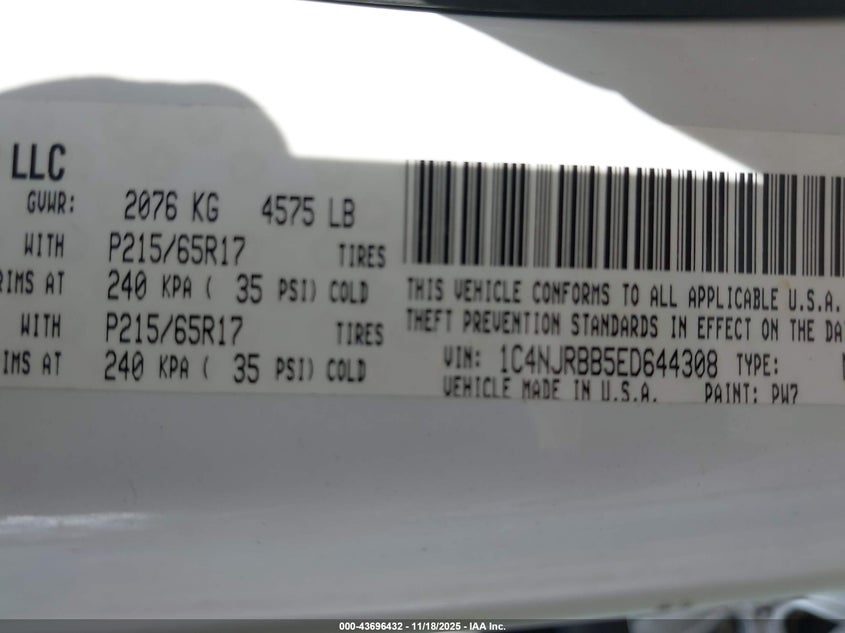 LLC
GVWR: 2076 KG 4575 LB
WITH P215/65R17 TIRES
RIMS AT 240 KPA ( 35 PSI) COLD
WITH P215/65R17 TIRES
IMS AT 240 KPA ( 35 PSI) COLD
THIS VEHICLE CONFORMS TO ALL APPLICABLE U.S.A.
THEFT PREVENTION STANDARDS IN EFFECT ON THE DA
VIN: 1C4NJRBB5ED644308 TYPE:
VEHICLE MADE IN U.S.A. PAINT: PW7
000-43696432 - 11/18/2025 - IAA Inc.